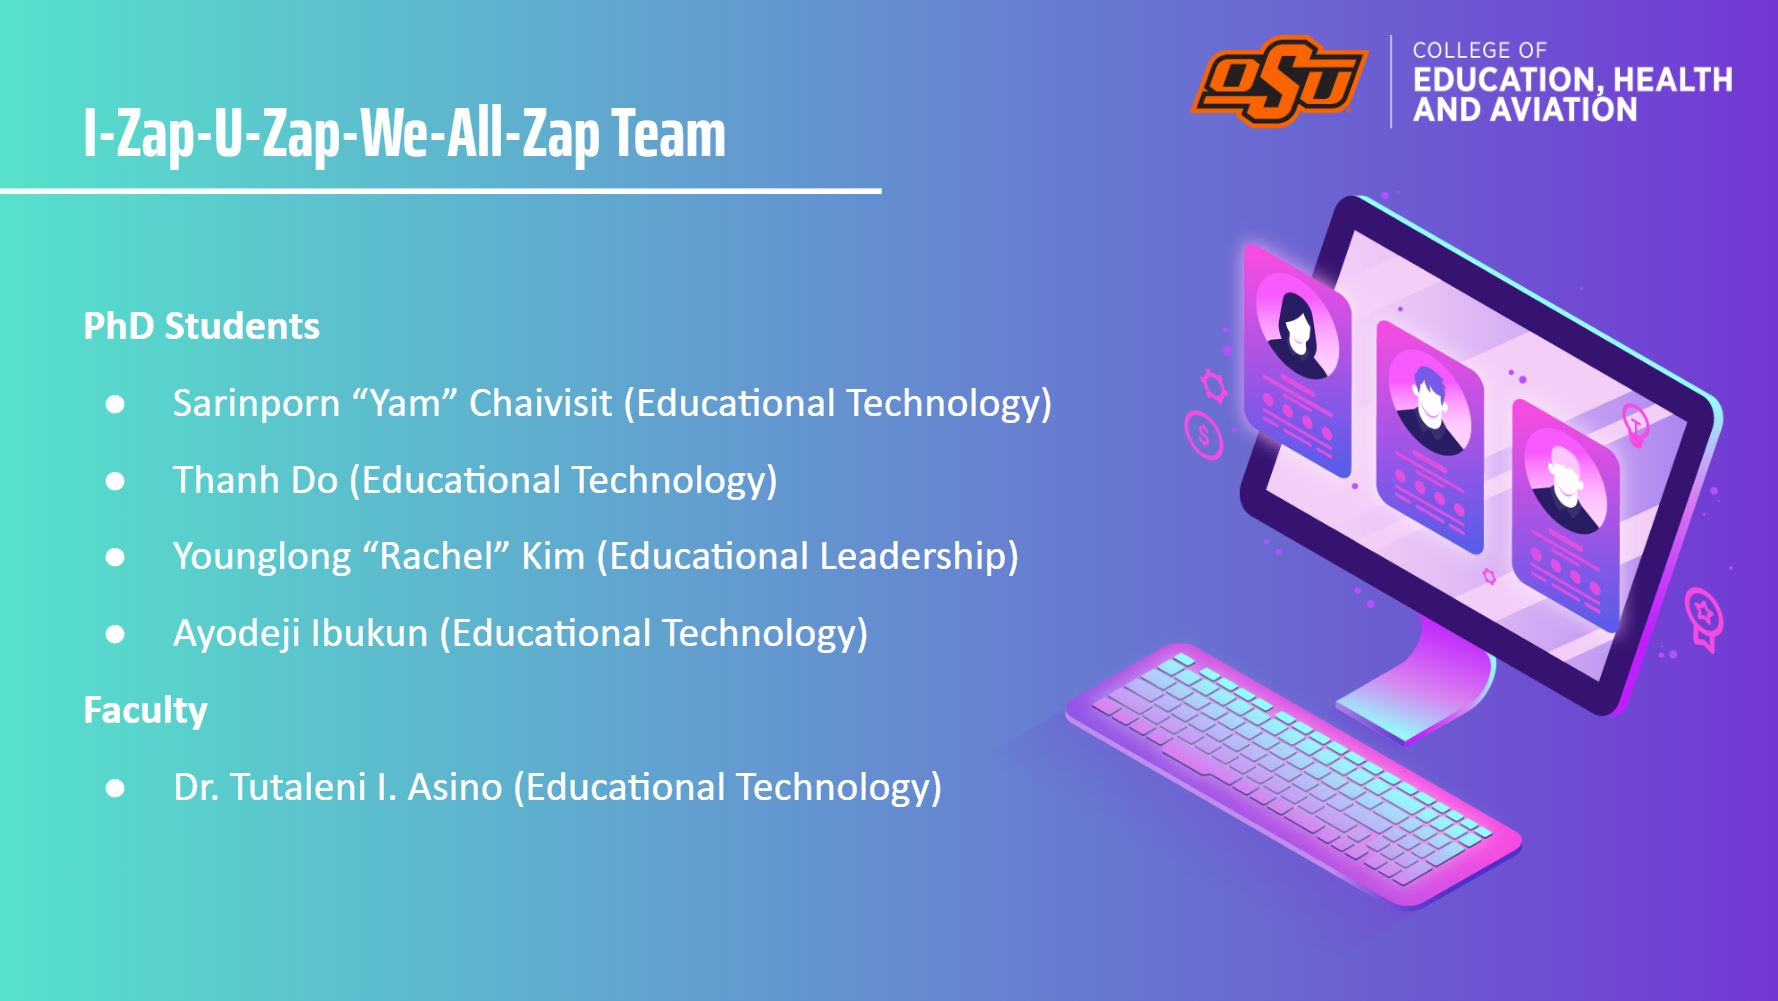 OSU
COLLEGE OF
EDUCATION, HEALTH
AND AVIATION
I-Zap-U-Zap-We-All-Zap Team
PhD Students
● Sarinporn “Yam” Chaivisit (Educational Technology)
● Thanh Do (Educational Technology)
● Younglong “Rachel” Kim (Educational Leadership)
● Ayodeji Ibukun (Educational Technology)
Faculty
● Dr. Tutaleni I. Asino (Educational Technology)
$